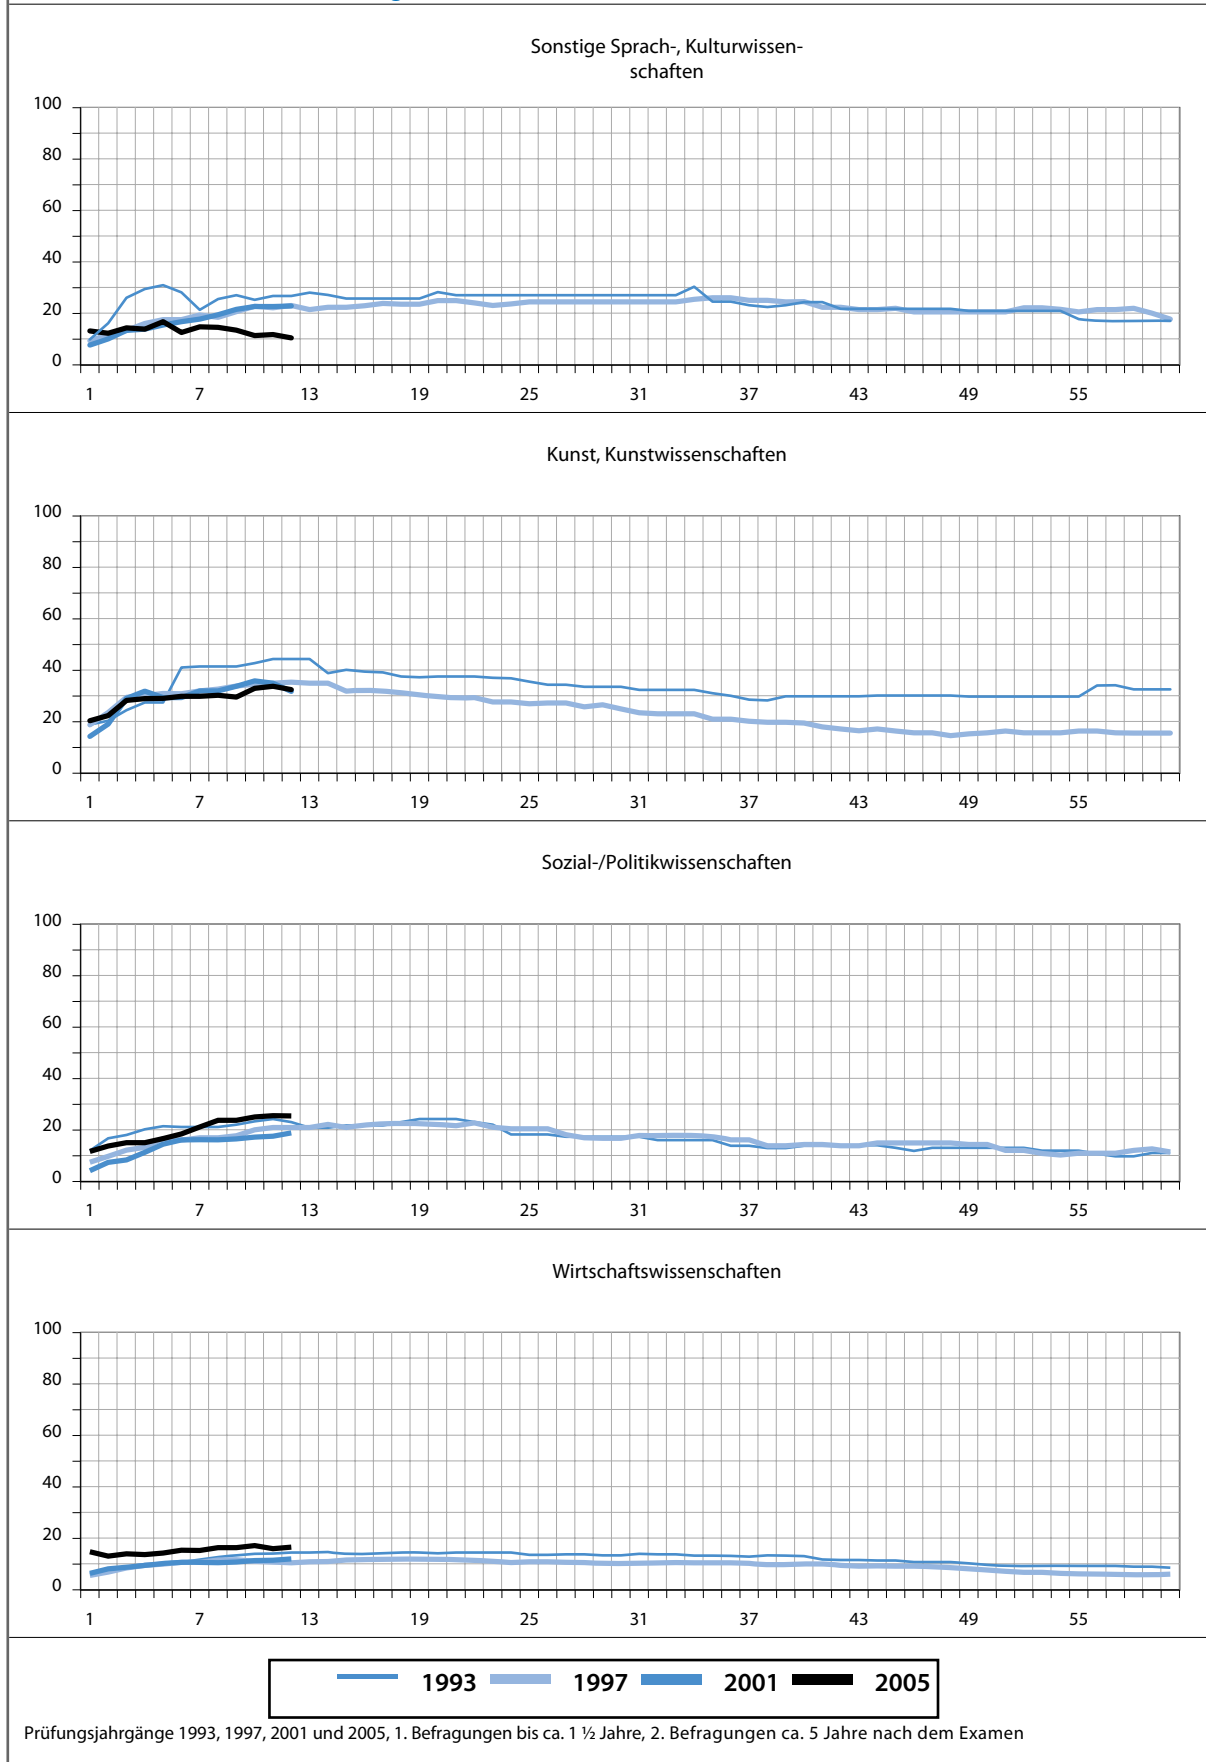 Sonstige Sprach-, Kulturwissen-
schaften
100
80
60
40
20
0
1 7 13 19 25 31 37 43 49 55
Kunst, Kunstwissenschaften
100
80
60
40
20
0
1 7 13 19 25 31 37 43 49 55
Sozial-/Politikwissenschaften
100
80
60
40
20
0
1 7 13 19 25 31 37 43 49 55
Wirtschaftswissenschaften
100
80
60
40
20
0
1 7 13 19 25 31 37 43 49 55
1993 1997 2001 2005
Prüfungsjahrgänge 1993, 1997, 2001 und 2005, 1. Befragungen bis ca. 1 ½ Jahre, 2. Befragungen ca. 5 Jahre nach dem Examen